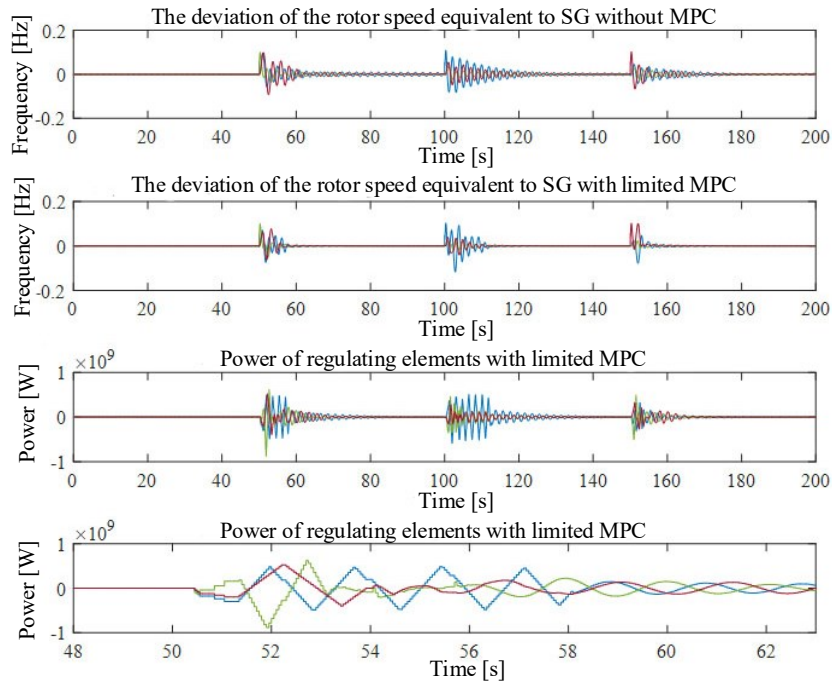 The deviation of the rotor speed equivalent to SG without MPC
Frequency [Hz]
0.2
0
-0.2
0 20 40 60 80 100 120 140 160 180 200
Time [s]
The deviation of the rotor speed equivalent to SG with limited MPC
Frequency [Hz]
0.2
0
-0.2
0 20 40 60 80 100 120 140 160 180 200
Time [s]
×10^9
Power of regulating elements with limited MPC
Power [W]
1
0
-1
0 20 40 60 80 100 120 140 160 180 200
Time [s]
×10^9
Power of regulating elements with limited MPC
Power [W]
1
0
-1
48 50 52 54 56 58 60 62
Time [s]